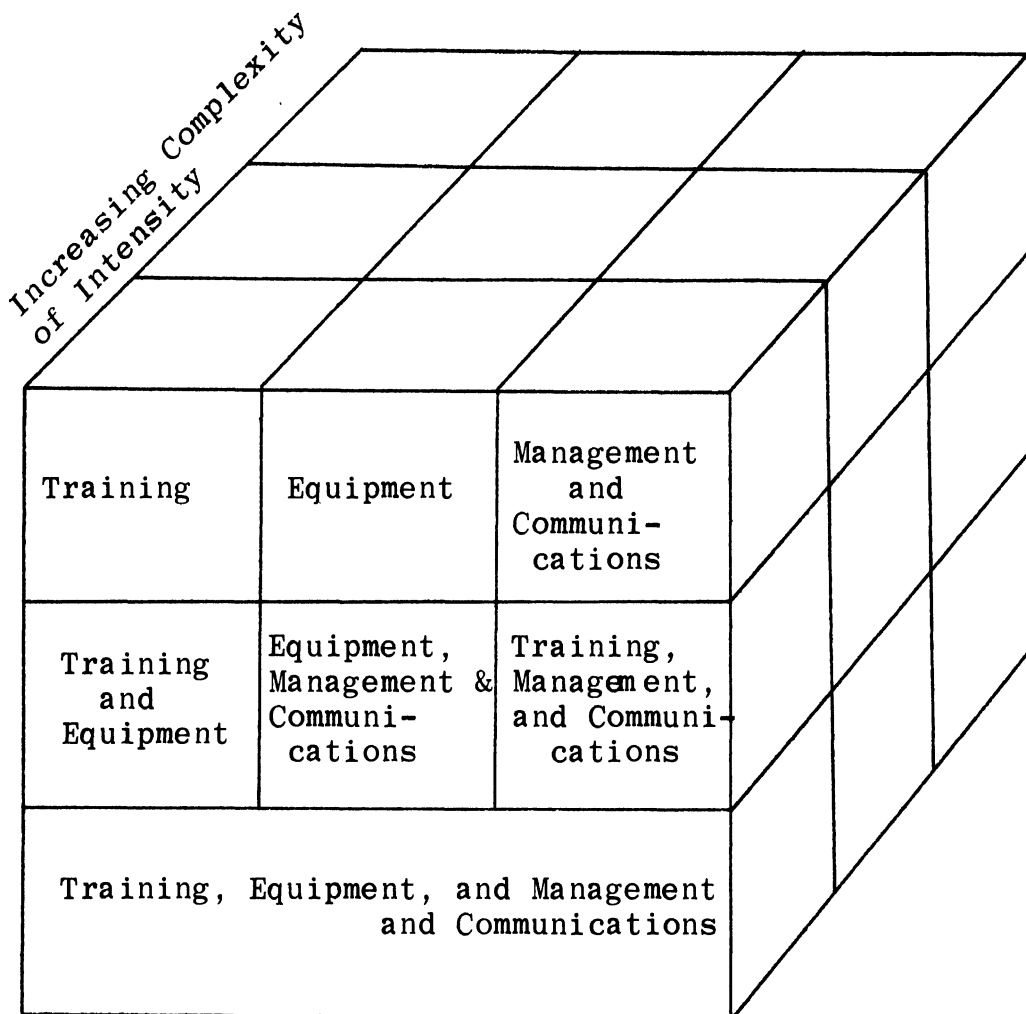 Increasing Complexity
of Intensity
Training
Equipment
Management
and
Communi-
cations
Training
and
Equipment
Equipment,
Management &
Communi-
cations
Training,
Management,
and Communi-
cations
Training, Equipment, and Management
and Communications